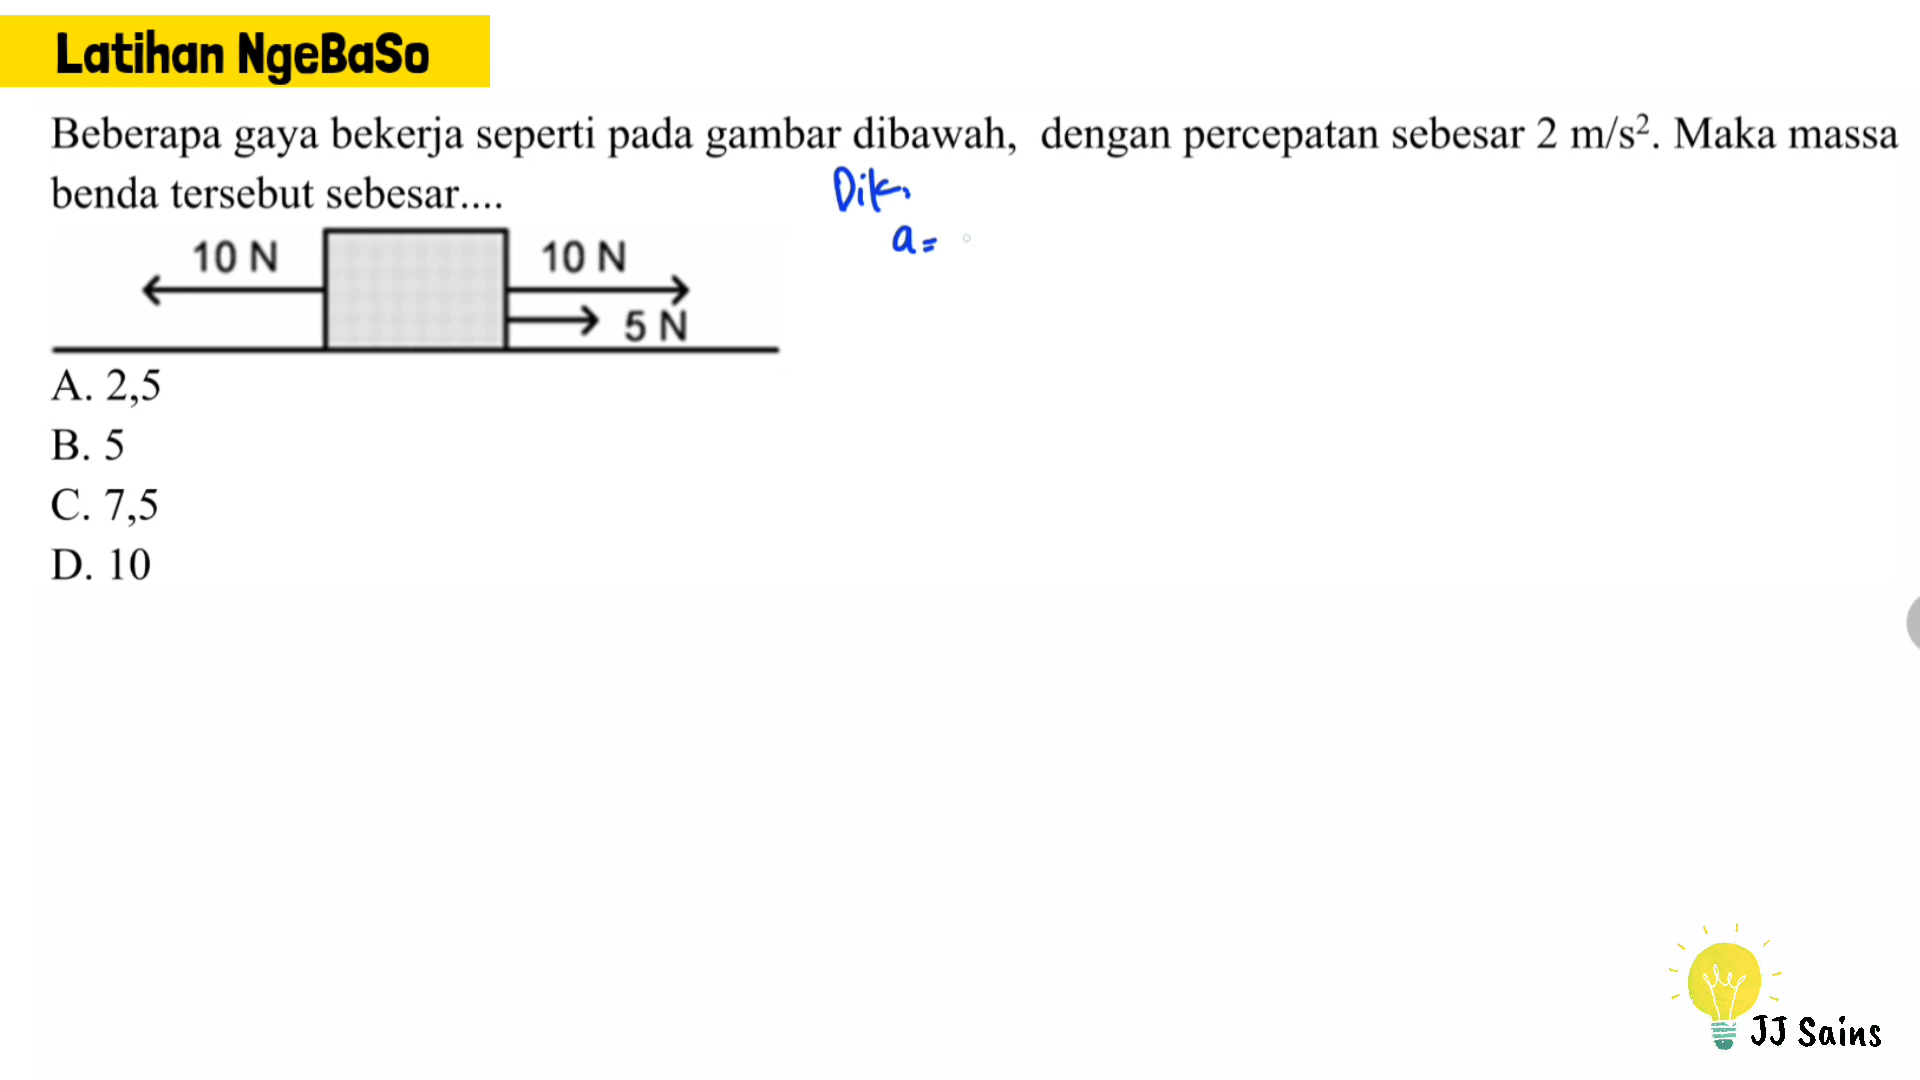 Latihan NgeBaSo
Beberapa gaya bekerja seperti pada gambar dibawah, dengan percepatan sebesar 2 m/s². Maka massa
benda tersebut sebesar....
Dik,
a =
10 N
10 N
5 N
A. 2,5
B. 5
C. 7,5
D. 10
JJ Sains